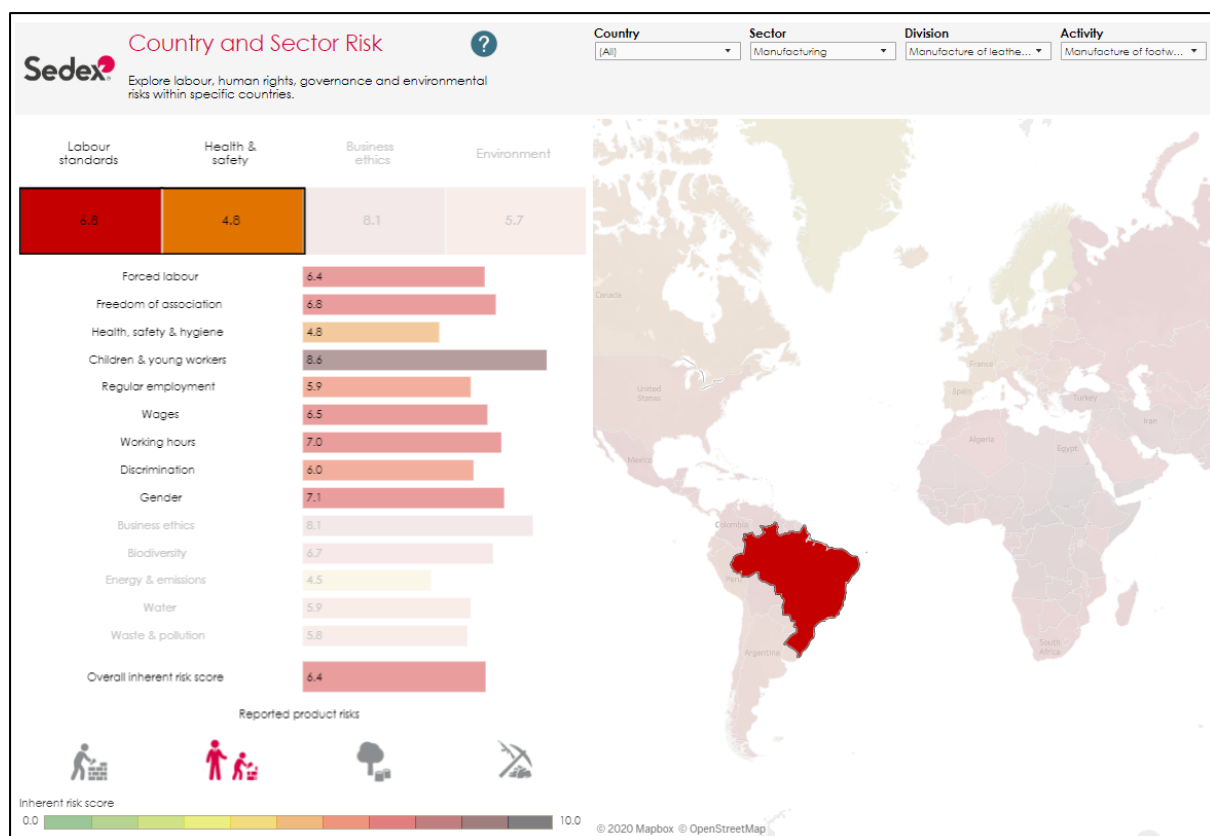 Sedex
Country and Sector Risk
?
Explore labour, human rights, governance and environmental
risks within specific countries.
Country
(All)
Sector
Manufacturing
Division
Manufacture of leathe...
Activity
Manufacture of footw...
Labour
standards
Health &
safety
Business
ethics
Environment
6.8
4.8
8.1
5.7
Forced labour 6.4
Freedom of association 6.8
Health, safety & hygiene 4.8
Children & young workers 8.6
Regular employment 5.9
Wages 6.5
Working hours 7.0
Discrimination 6.0
Gender 7.1
Business ethics 8.1
Biodiversity 6.7
Energy & emissions 4.5
Water 5.9
Waste & pollution 5.8
Overall inherent risk score 6.4
Reported product risks
Inherent risk score
0.0
10.0
Canada
United
States
Mexico
Colombia
Peru
Argentina
France
Spain
Turkey
Iran
Algeria
Egypt
South
Africa
© 2020 Mapbox © OpenStreetMap